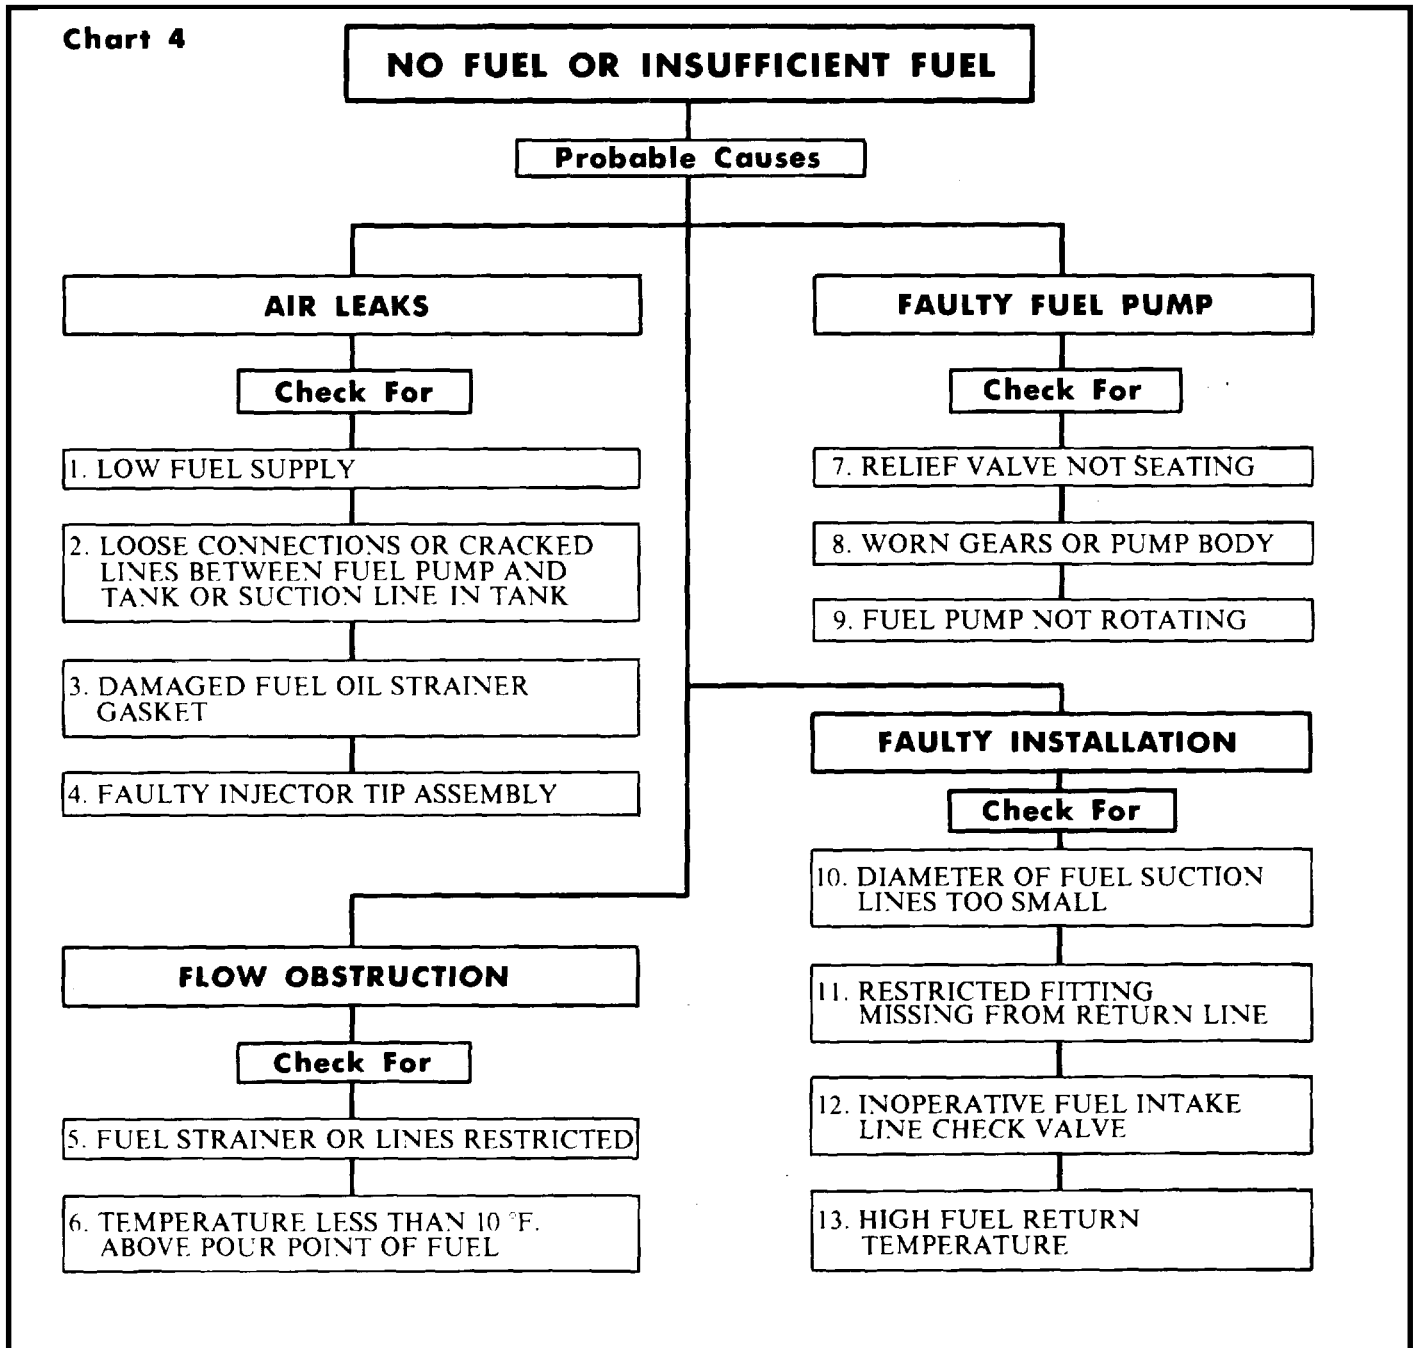 Chart 4
NO FUEL OR INSUFFICIENT FUEL
Probable Causes
AIR LEAKS
Check For
1. LOW FUEL SUPPLY
2. LOOSE CONNECTIONS OR CRACKED
LINES BETWEEN FUEL PUMP AND
TANK OR SUCTION LINE IN TANK
3. DAMAGED FUEL OIL STRAINER
GASKET
4. FAULTY INJECTOR TIP ASSEMBLY
FLOW OBSTRUCTION
Check For
5. FUEL STRAINER OR LINES RESTRICTED
6. TEMPERATURE LESS THAN 10 °F.
ABOVE POUR POINT OF FUEL
FAULTY FUEL PUMP
Check For
7. RELIEF VALVE NOT SEATING
8. WORN GEARS OR PUMP BODY
9. FUEL PUMP NOT ROTATING
FAULTY INSTALLATION
Check For
10. DIAMETER OF FUEL SUCTION
LINES TOO SMALL
11. RESTRICTED FITTING
MISSING FROM RETURN LINE
12. INOPERATIVE FUEL INTAKE
LINE CHECK VALVE
13. HIGH FUEL RETURN
TEMPERATURE